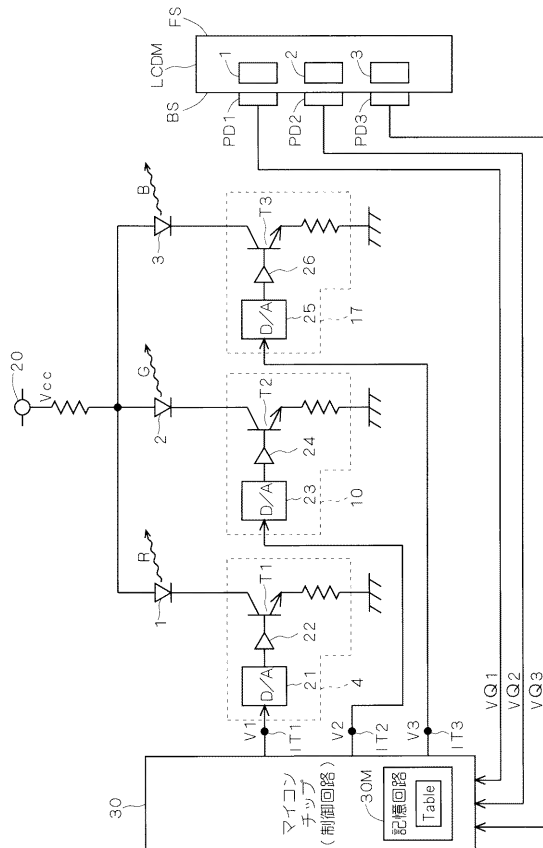 20
Vcc
R
G
B
1
2
3
LCDM
BS
FS
PD1
PD2
PD3
1
2
3
30
マイコン
チップ
(制御回路)
30M
記憶回路
Table
V1
IT1
V2
IT2
V3
IT3
D/A
21
22
T1
4
D/A
23
24
T2
10
D/A
25
26
T3
17
VQ1
VQ2
VQ3